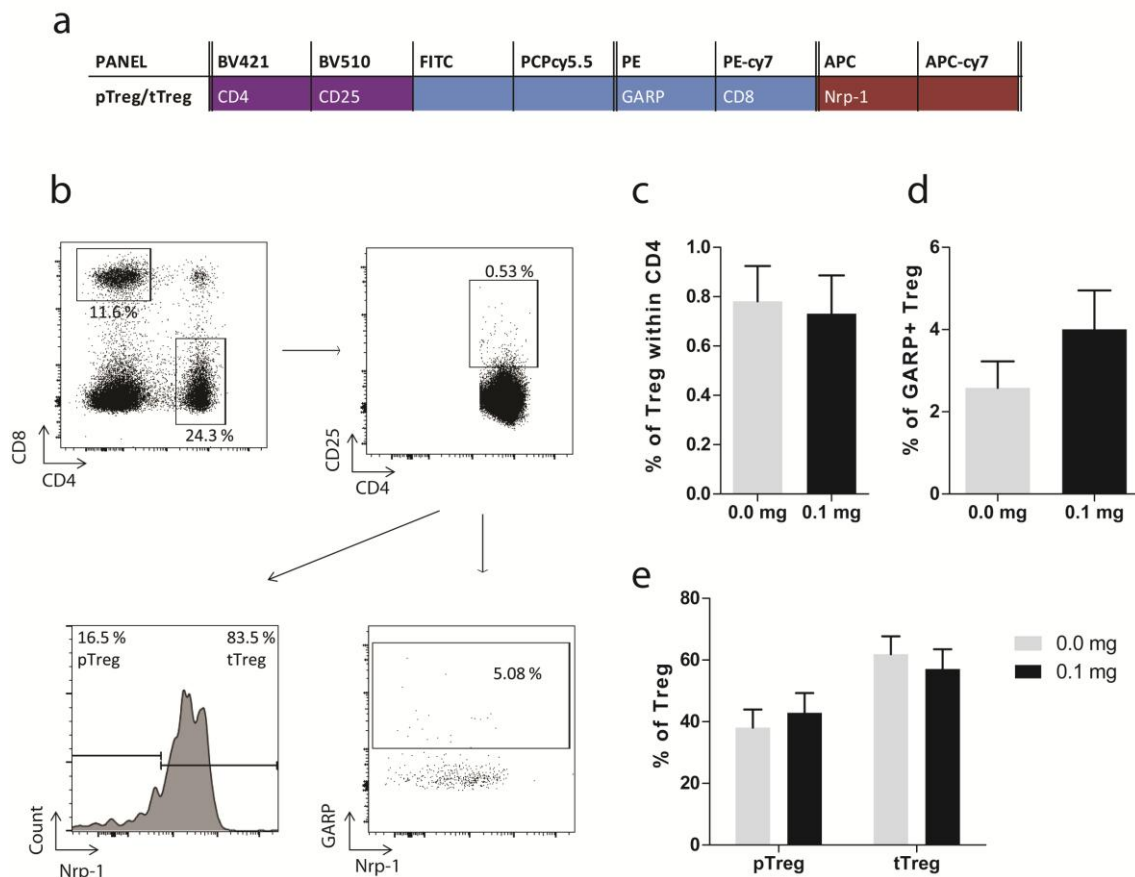 a
PANEL BV421 BV510 FITC PCPcy5.5 PE PE-cy7 APC APC-cy7
pTreg/tTreg CD4 CD25 GARP CD8 Nrp-1
b
11.6 %
24.3 %
CD8
CD4
0.53 %
CD25
CD4
16.5 % 83.5 %
pTreg tTreg
Count
Nrp-1
5.08 %
GARP
Nrp-1
c
% of Treg within CD4
1.0
0.8
0.6
0.4
0.2
0.0
0.0 mg 0.1 mg
d
% of GARP+ Treg
6
4
2
0
0.0 mg 0.1 mg
e
% of Treg
80
60
40
20
0
pTreg tTreg
0.0 mg
0.1 mg